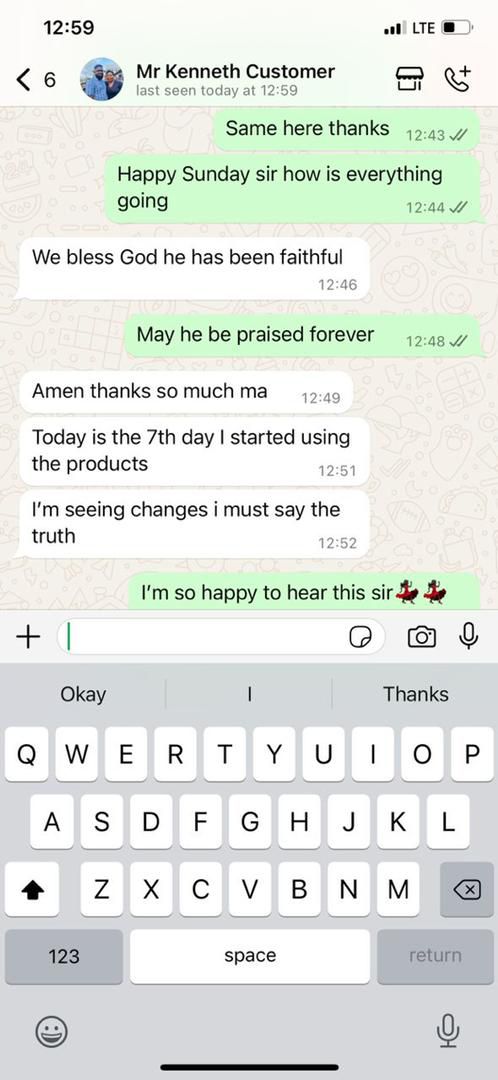 12:59
LTE
6
Mr Kenneth Customer
last seen today at 12:59
Same here thanks 12:43
Happy Sunday sir how is everything
going 12:44
We bless God he has been faithful
12:46
May he be praised forever 12:48
Amen thanks so much ma 12:49
Today is the 7th day I started using
the products 12:51
I'm seeing changes i must say the
truth 12:52
I'm so happy to hear this sir💃💃
Okay I Thanks
Q W E R T Y U I O P
A S D F G H J K L
Z X C V B N M
123 space return